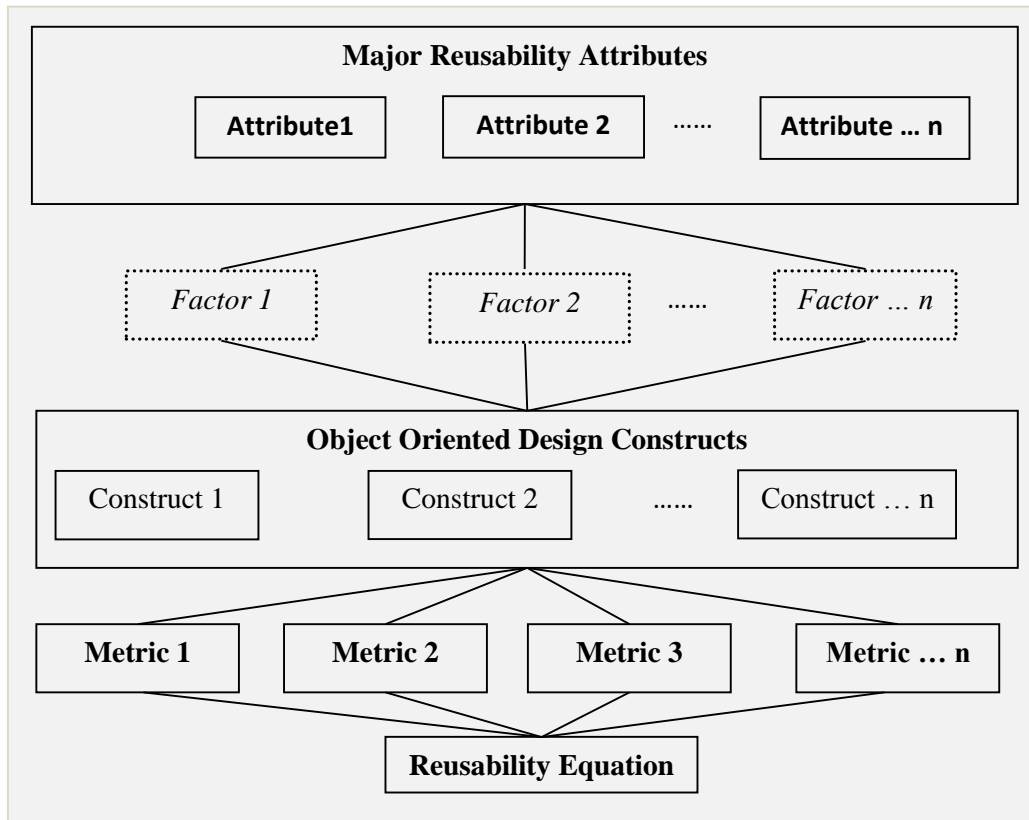 Major Reusability Attributes
Attribute1 Attribute 2 ...... Attribute ... n
Factor 1 Factor 2 ...... Factor ... n
Object Oriented Design Constructs
Construct 1 Construct 2 ...... Construct ... n
Metric 1 Metric 2 Metric 3 Metric ... n
Reusability Equation